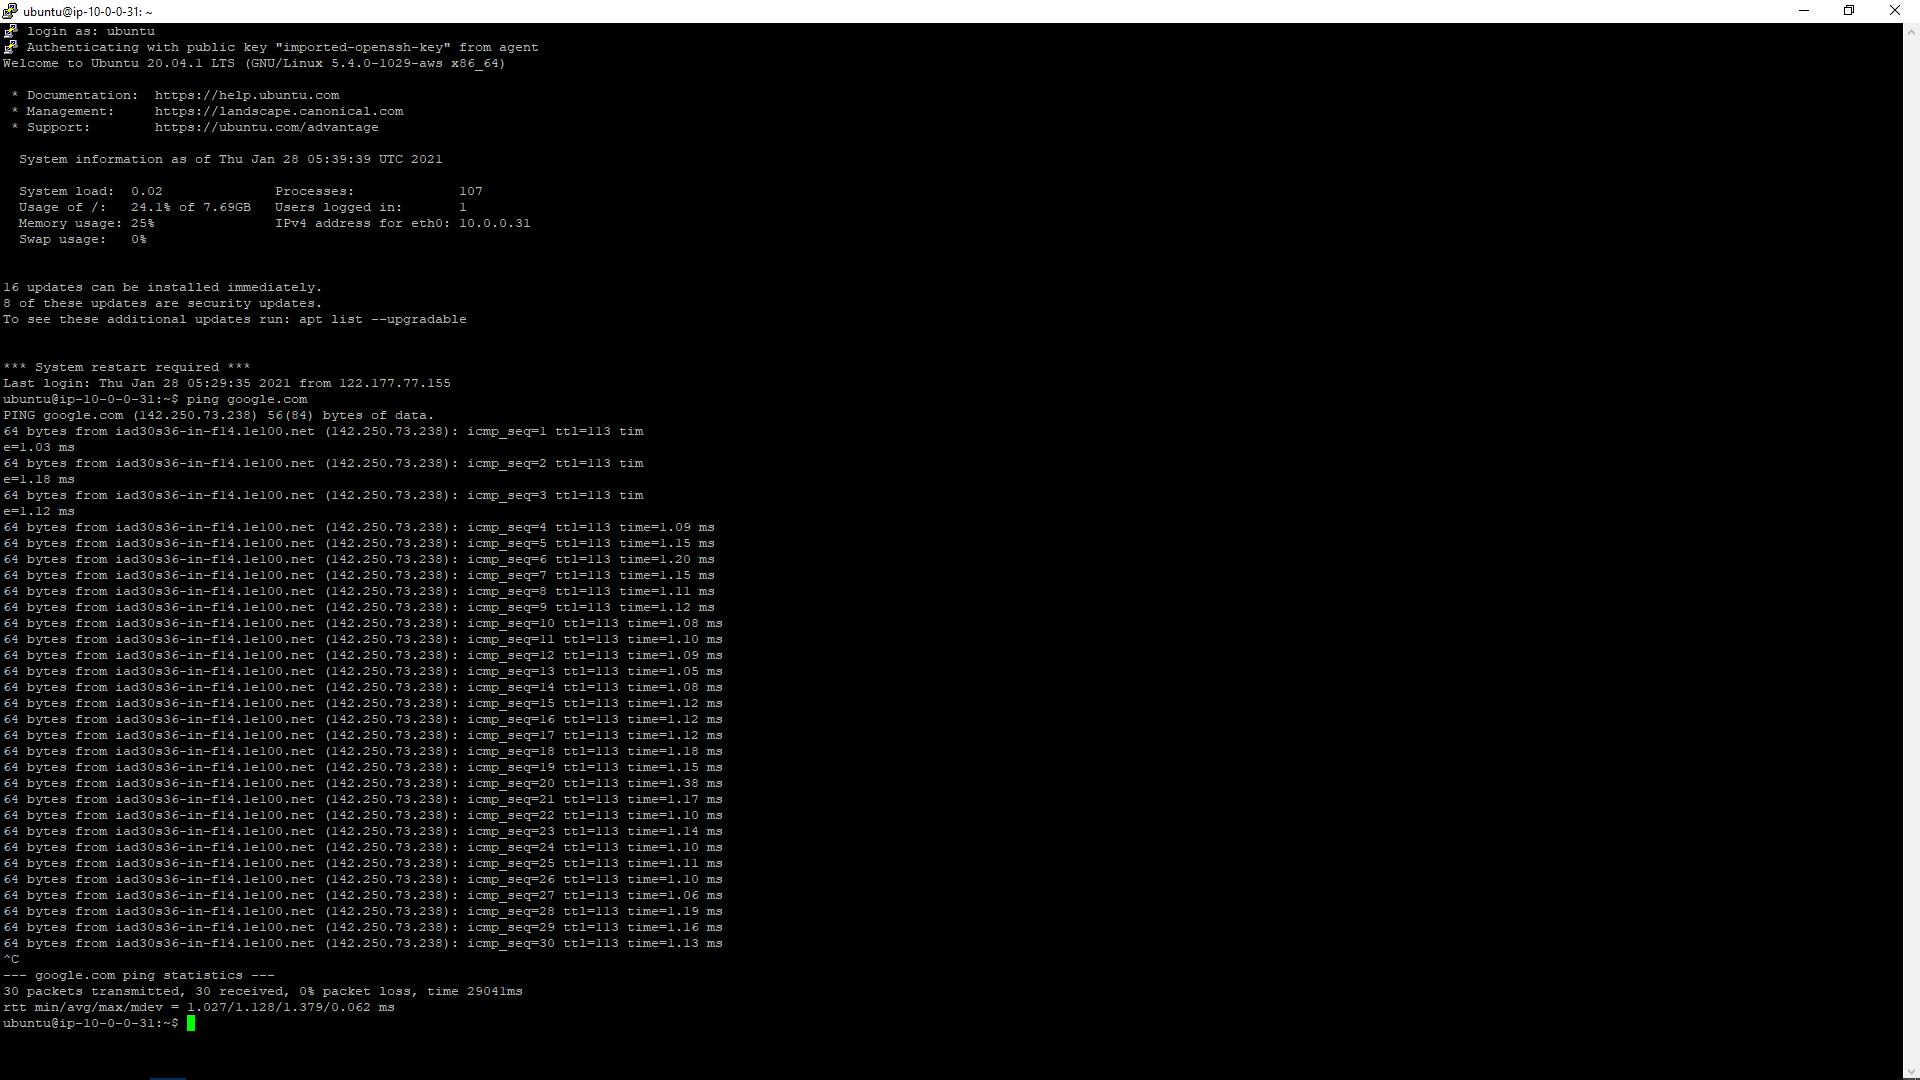 ubuntu@ip-10-0-0-31: ~
login as: ubuntu
Authenticating with public key "imported-openssh-key" from agent
Welcome to Ubuntu 20.04.1 LTS (GNU/Linux 5.4.0-1029-aws x86_64)
* Documentation:  https://help.ubuntu.com
* Management:     https://landscape.canonical.com
* Support:        https://ubuntu.com/advantage
System information as of Thu Jan 28 05:39:39 UTC 2021
System load:  0.02              Processes:             107
Usage of /:   24.1% of 7.69GB   Users logged in:       1
Memory usage: 25%               IPv4 address for eth0: 10.0.0.31
Swap usage:   0%
16 updates can be installed immediately.
8 of these updates are security updates.
To see these additional updates run: apt list --upgradable
*** System restart required ***
Last login: Thu Jan 28 05:29:35 2021 from 122.177.77.155
ubuntu@ip-10-0-0-31:~$ ping google.com
PING google.com (142.250.73.238) 56(84) bytes of data.
64 bytes from iad30s36-in-f14.1e100.net (142.250.73.238): icmp_seq=1 ttl=113 tim
e=1.03 ms
64 bytes from iad30s36-in-f14.1e100.net (142.250.73.238): icmp_seq=2 ttl=113 tim
e=1.18 ms
64 bytes from iad30s36-in-f14.1e100.net (142.250.73.238): icmp_seq=3 ttl=113 tim
e=1.12 ms
64 bytes from iad30s36-in-f14.1e100.net (142.250.73.238): icmp_seq=4 ttl=113 time=1.09 ms
64 bytes from iad30s36-in-f14.1e100.net (142.250.73.238): icmp_seq=5 ttl=113 time=1.15 ms
64 bytes from iad30s36-in-f14.1e100.net (142.250.73.238): icmp_seq=6 ttl=113 time=1.20 ms
64 bytes from iad30s36-in-f14.1e100.net (142.250.73.238): icmp_seq=7 ttl=113 time=1.15 ms
64 bytes from iad30s36-in-f14.1e100.net (142.250.73.238): icmp_seq=8 ttl=113 time=1.11 ms
64 bytes from iad30s36-in-f14.1e100.net (142.250.73.238): icmp_seq=9 ttl=113 time=1.12 ms
64 bytes from iad30s36-in-f14.1e100.net (142.250.73.238): icmp_seq=10 ttl=113 time=1.08 ms
64 bytes from iad30s36-in-f14.1e100.net (142.250.73.238): icmp_seq=11 ttl=113 time=1.10 ms
64 bytes from iad30s36-in-f14.1e100.net (142.250.73.238): icmp_seq=12 ttl=113 time=1.09 ms
64 bytes from iad30s36-in-f14.1e100.net (142.250.73.238): icmp_seq=13 ttl=113 time=1.05 ms
64 bytes from iad30s36-in-f14.1e100.net (142.250.73.238): icmp_seq=14 ttl=113 time=1.08 ms
64 bytes from iad30s36-in-f14.1e100.net (142.250.73.238): icmp_seq=15 ttl=113 time=1.12 ms
64 bytes from iad30s36-in-f14.1e100.net (142.250.73.238): icmp_seq=16 ttl=113 time=1.12 ms
64 bytes from iad30s36-in-f14.1e100.net (142.250.73.238): icmp_seq=17 ttl=113 time=1.12 ms
64 bytes from iad30s36-in-f14.1e100.net (142.250.73.238): icmp_seq=18 ttl=113 time=1.18 ms
64 bytes from iad30s36-in-f14.1e100.net (142.250.73.238): icmp_seq=19 ttl=113 time=1.15 ms
64 bytes from iad30s36-in-f14.1e100.net (142.250.73.238): icmp_seq=20 ttl=113 time=1.38 ms
64 bytes from iad30s36-in-f14.1e100.net (142.250.73.238): icmp_seq=21 ttl=113 time=1.17 ms
64 bytes from iad30s36-in-f14.1e100.net (142.250.73.238): icmp_seq=22 ttl=113 time=1.10 ms
64 bytes from iad30s36-in-f14.1e100.net (142.250.73.238): icmp_seq=23 ttl=113 time=1.14 ms
64 bytes from iad30s36-in-f14.1e100.net (142.250.73.238): icmp_seq=24 ttl=113 time=1.10 ms
64 bytes from iad30s36-in-f14.1e100.net (142.250.73.238): icmp_seq=25 ttl=113 time=1.11 ms
64 bytes from iad30s36-in-f14.1e100.net (142.250.73.238): icmp_seq=26 ttl=113 time=1.10 ms
64 bytes from iad30s36-in-f14.1e100.net (142.250.73.238): icmp_seq=27 ttl=113 time=1.06 ms
64 bytes from iad30s36-in-f14.1e100.net (142.250.73.238): icmp_seq=28 ttl=113 time=1.19 ms
64 bytes from iad30s36-in-f14.1e100.net (142.250.73.238): icmp_seq=29 ttl=113 time=1.16 ms
64 bytes from iad30s36-in-f14.1e100.net (142.250.73.238): icmp_seq=30 ttl=113 time=1.13 ms
^C
--- google.com ping statistics ---
30 packets transmitted, 30 received, 0% packet loss, time 29041ms
rtt min/avg/max/mdev = 1.027/1.128/1.379/0.062 ms
ubuntu@ip-10-0-0-31:~$